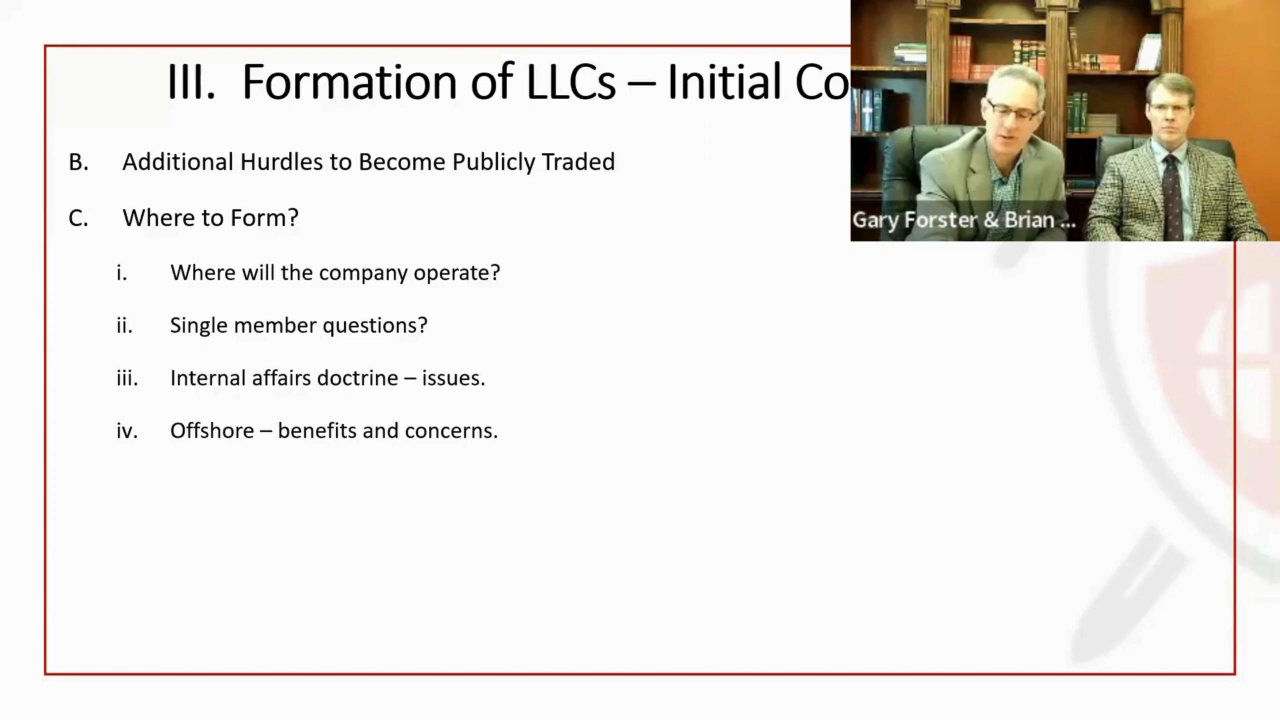 III. Formation of LLCs – Initial Co
B. Additional Hurdles to Become Publicly Traded
C. Where to Form?
i. Where will the company operate?
ii. Single member questions?
iii. Internal affairs doctrine – issues.
iv. Offshore – benefits and concerns.
Gary Forster & Brian ...